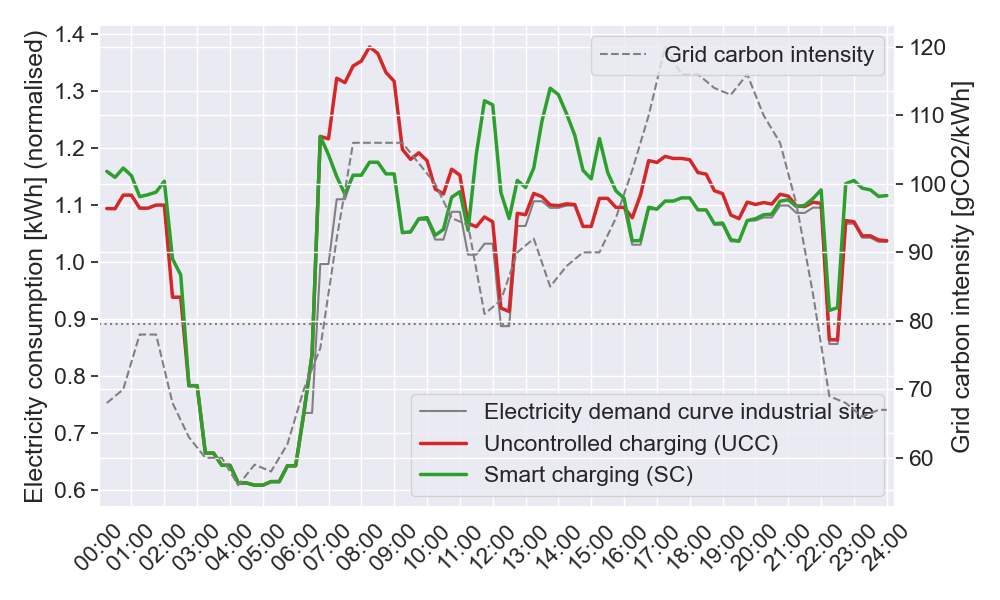 Electricity consumption [kWh] (normalised)
1.4
1.3
1.2
1.1
1.0
0.9
0.8
0.7
0.6
Grid carbon intensity
Electricity demand curve industrial site
Uncontrolled charging (UCC)
Smart charging (SC)
120
110
100
90
80
70
60
Grid carbon intensity [gCO2/kWh]
00:00 01:00 02:00 03:00 04:00 05:00 06:00 07:00 08:00 09:00 10:00 11:00 12:00 13:00 14:00 15:00 16:00 17:00 18:00 19:00 20:00 21:00 22:00 23:00 24:00